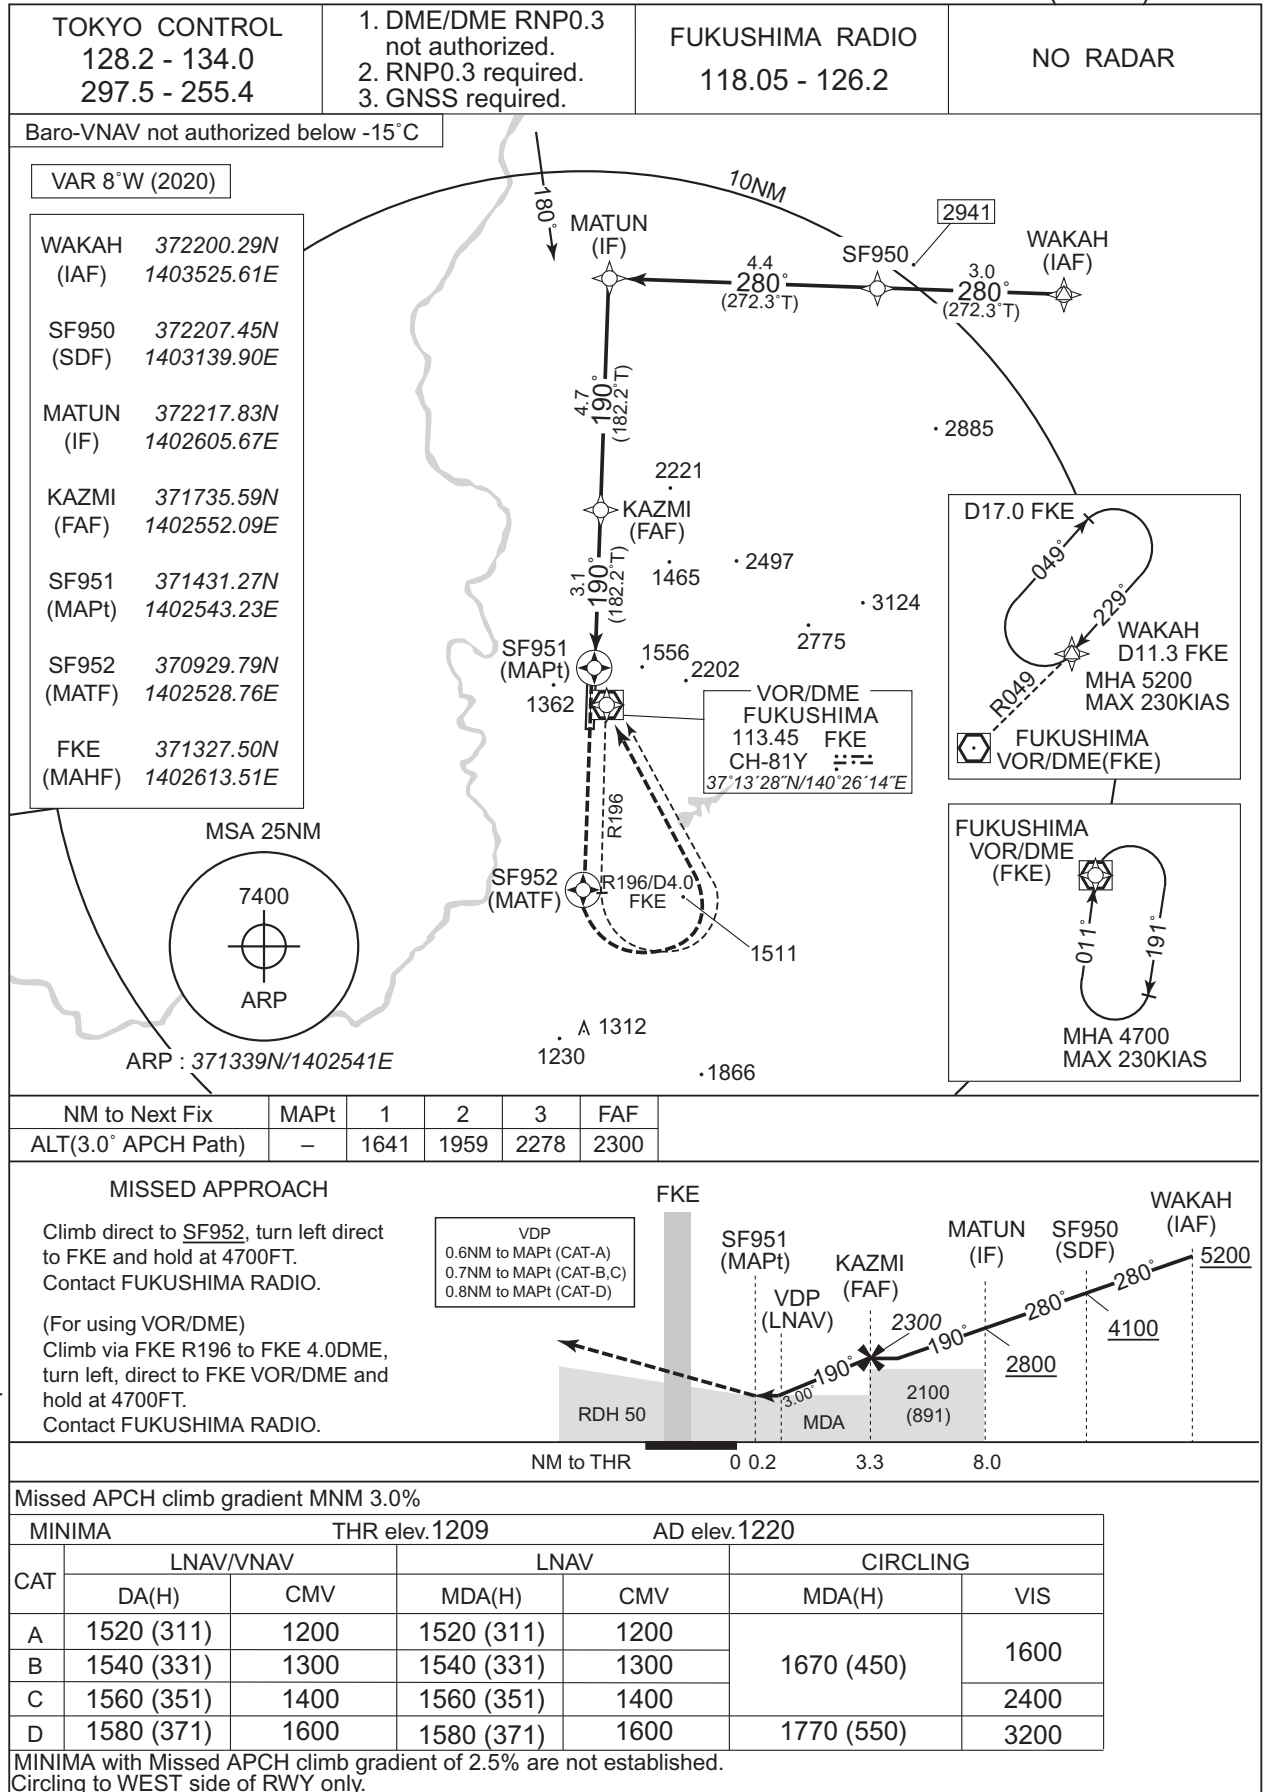 TOKYO CONTROL
128.2 - 134.0
297.5 - 255.4
1. DME/DME RNP0.3
not authorized.
2. RNP0.3 required.
3. GNSS required.
FUKUSHIMA RADIO
118.05 - 126.2
NO RADAR
Baro-VNAV not authorized below -15˚C
VAR 8˚W (2020)
WAKAH 372200.29N
(IAF) 1403525.61E
SF950 372207.45N
(SDF) 1403139.90E
MATUN 372217.83N
(IF) 1402605.67E
KAZMI 371735.59N
(FAF) 1402552.09E
SF951 371431.27N
(MAPt) 1402543.23E
SF952 370929.79N
(MATF) 1402528.76E
FKE 371327.50N
(MAHF) 1402613.51E
180˚
10NM
MATUN
(IF)
4.4
280˚
(272.3˚T)
SF950
2941
3.0
280˚
(272.3˚T)
WAKAH
(IAF)
4.7
190˚
(182.2˚T)
2885
2221
KAZMI
(FAF)
3.1
190˚
(182.2˚T)
1465
2497
3124
2775
SF951
(MAPt)
1556
2202
1362
VOR/DME
FUKUSHIMA
113.45 FKE
CH-81Y
37˚13´28˝N/140˚26´14˝E
R196
SF952
(MATF)
R196/D4.0
FKE
1511
1312
1230
1866
D17.0 FKE
049˚
229˚
WAKAH
D11.3 FKE
MHA 5200
MAX 230KIAS
R049
FUKUSHIMA
VOR/DME(FKE)
FUKUSHIMA
VOR/DME
(FKE)
011˚
191˚
MHA 4700
MAX 230KIAS
MSA 25NM
7400
ARP
ARP : 371339N/1402541E
NM to Next Fix MAPt 1 2 3 FAF
ALT(3.0˚ APCH Path) – 1641 1959 2278 2300
MISSED APPROACH
Climb direct to SF952, turn left direct
to FKE and hold at 4700FT.
Contact FUKUSHIMA RADIO.
(For using VOR/DME)
Climb via FKE R196 to FKE 4.0DME,
turn left, direct to FKE VOR/DME and
hold at 4700FT.
Contact FUKUSHIMA RADIO.
VDP
0.6NM to MAPt (CAT-A)
0.7NM to MAPt (CAT-B,C)
0.8NM to MAPt (CAT-D)
FKE
SF951
(MAPt)
VDP
(LNAV)
KAZMI
(FAF)
MATUN
(IF)
SF950
(SDF)
WAKAH
(IAF)
5200
280˚
280˚
4100
2300
190˚
2800
190˚
3.00˚
2100
(891)
RDH 50
MDA
NM to THR 0 0.2 3.3 8.0
Missed APCH climb gradient MNM 3.0%
MINIMA THR elev.1209 AD elev.1220
CAT LNAV/VNAV LNAV CIRCLING
DA(H) CMV MDA(H) CMV MDA(H) VIS
A 1520 (311) 1200 1520 (311) 1200
B 1540 (331) 1300 1540 (331) 1300 1670 (450) 1600
C 1560 (351) 1400 1560 (351) 1400 2400
D 1580 (371) 1600 1580 (371) 1600 1770 (550) 3200
MINIMA with Missed APCH climb gradient of 2.5% are not established.
Circling to WEST side of RWY only.